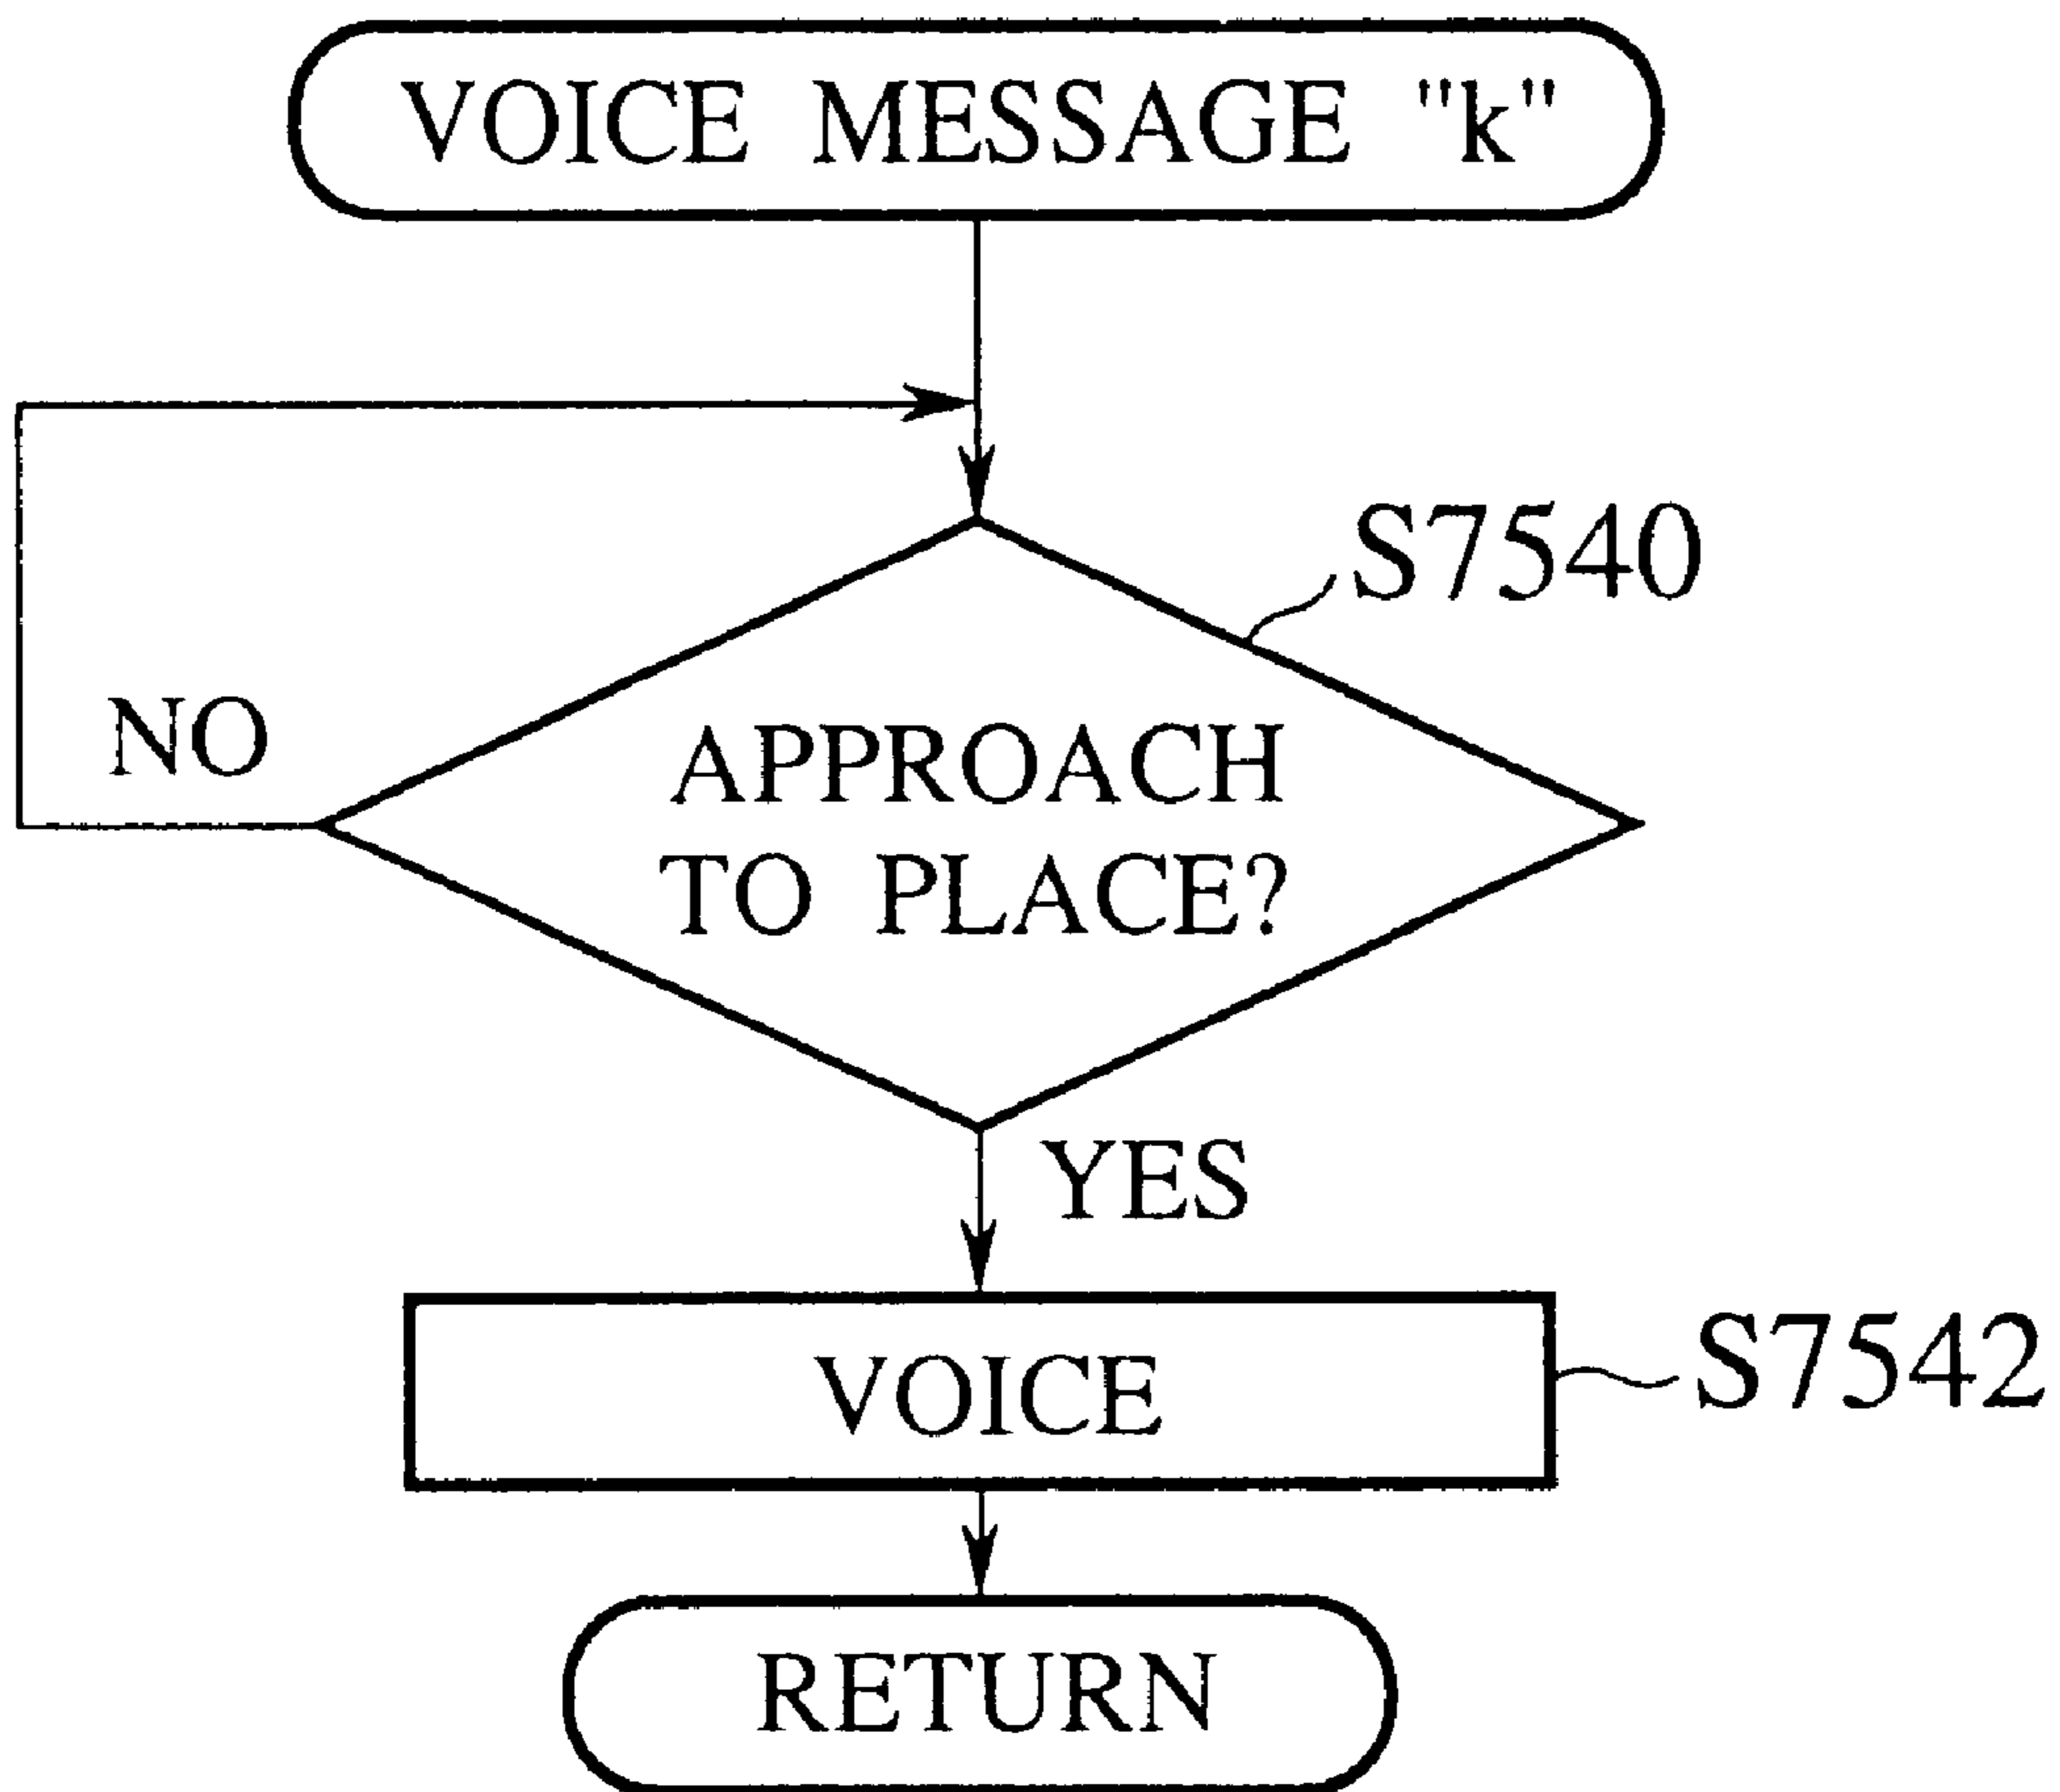 VOICE MESSAGE "k"
S7540
NO
APPROACH
TO PLACE?
YES
VOICE
S7542
RETURN